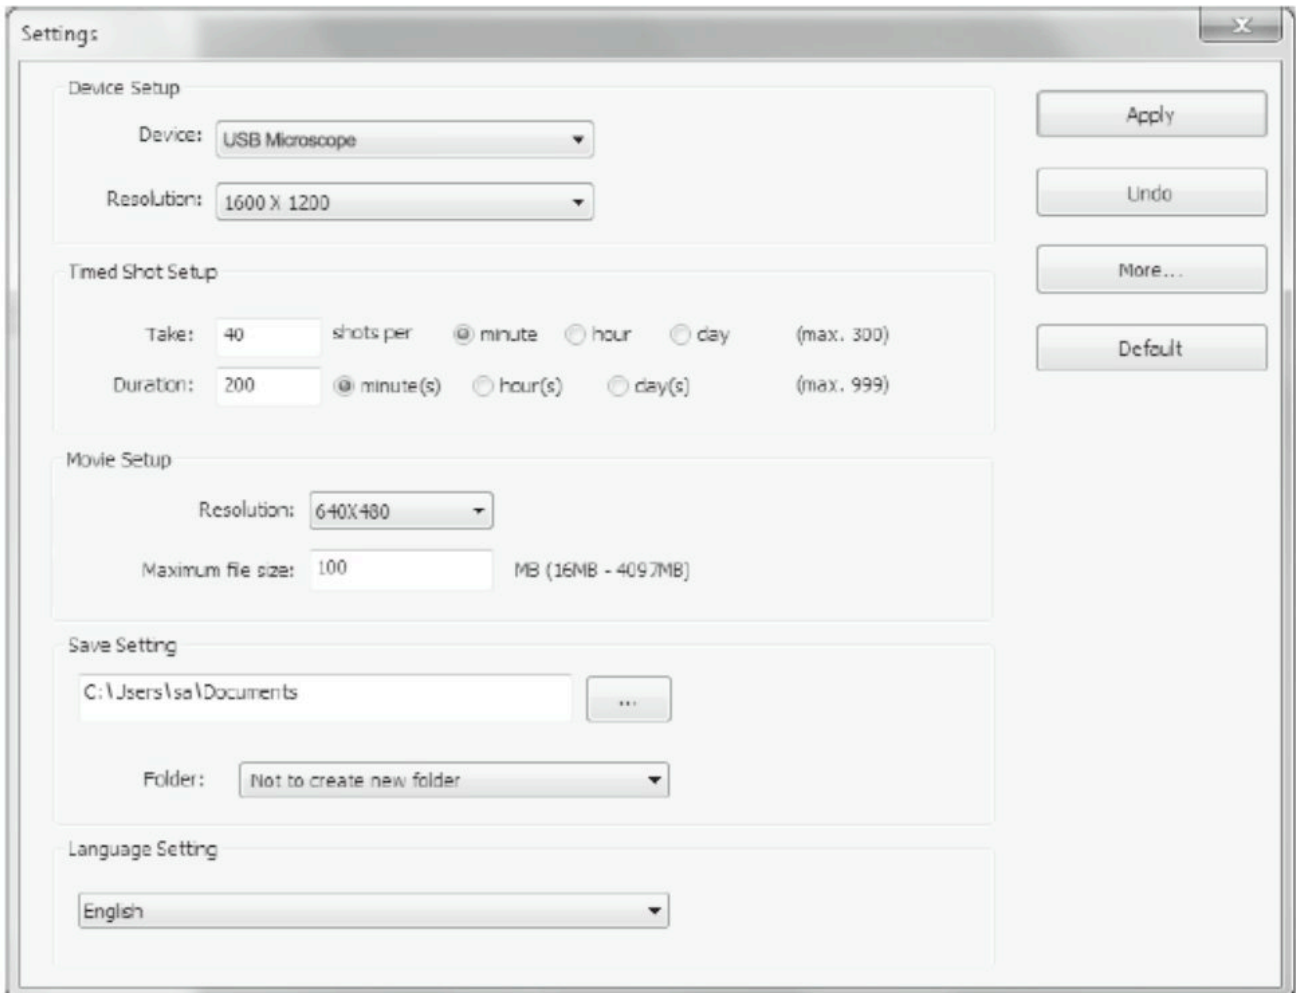 Settings
Device Setup
Device: USB Microscope
Resolution: 1600 X 1200
Timed Shot Setup
Take: 40 shots per minute hour day (max. 300)
Duration: 200 minute(s) hour(s) day(s) (max. 999)
Movie Setup
Resolution: 640X480
Maximum file size: 100 MB (16MB - 4097MB)
Save Setting
C:\Users\sa\Documents ...
Folder: Not to create new folder
Language Setting
English
Apply
Undo
More...
Default